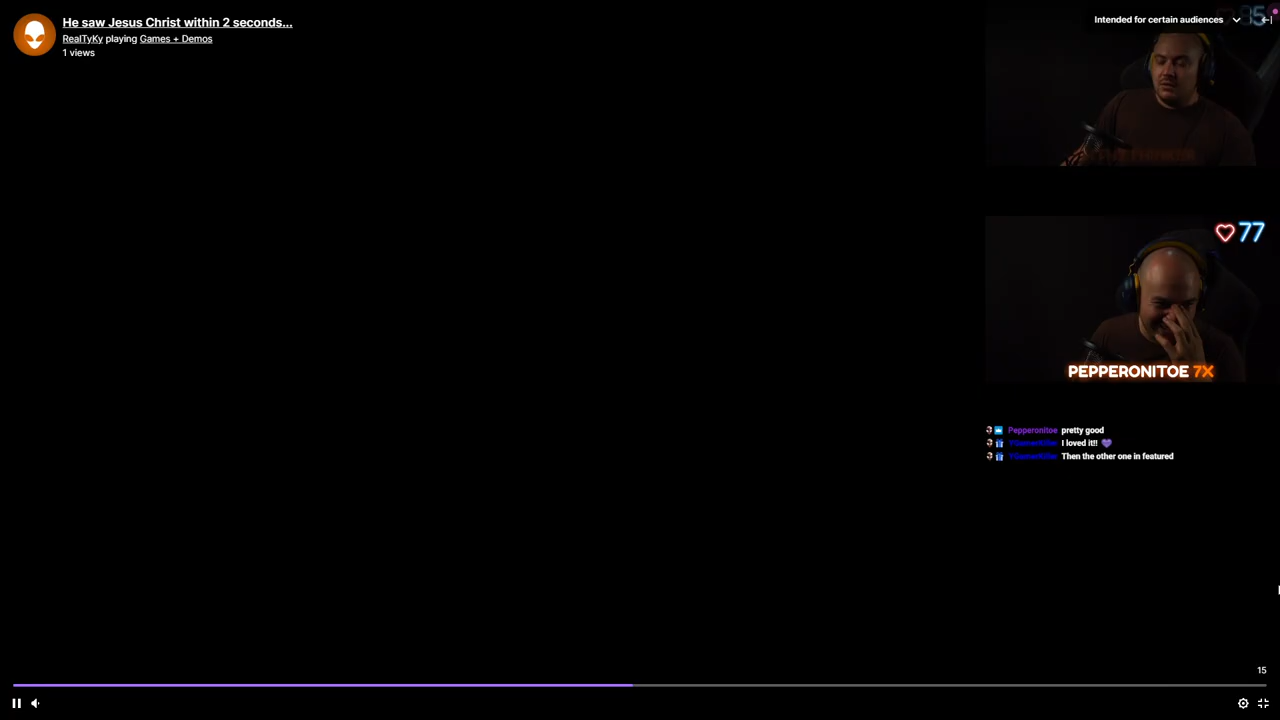 He saw Jesus Christ within 2 seconds...
RealTyKy playing Games + Demos
1 views
Intended for certain audiences
77
PEPPERONITOE 7X
Pepperonitoe pretty good
I loved it!!
Then the other one in featured
15